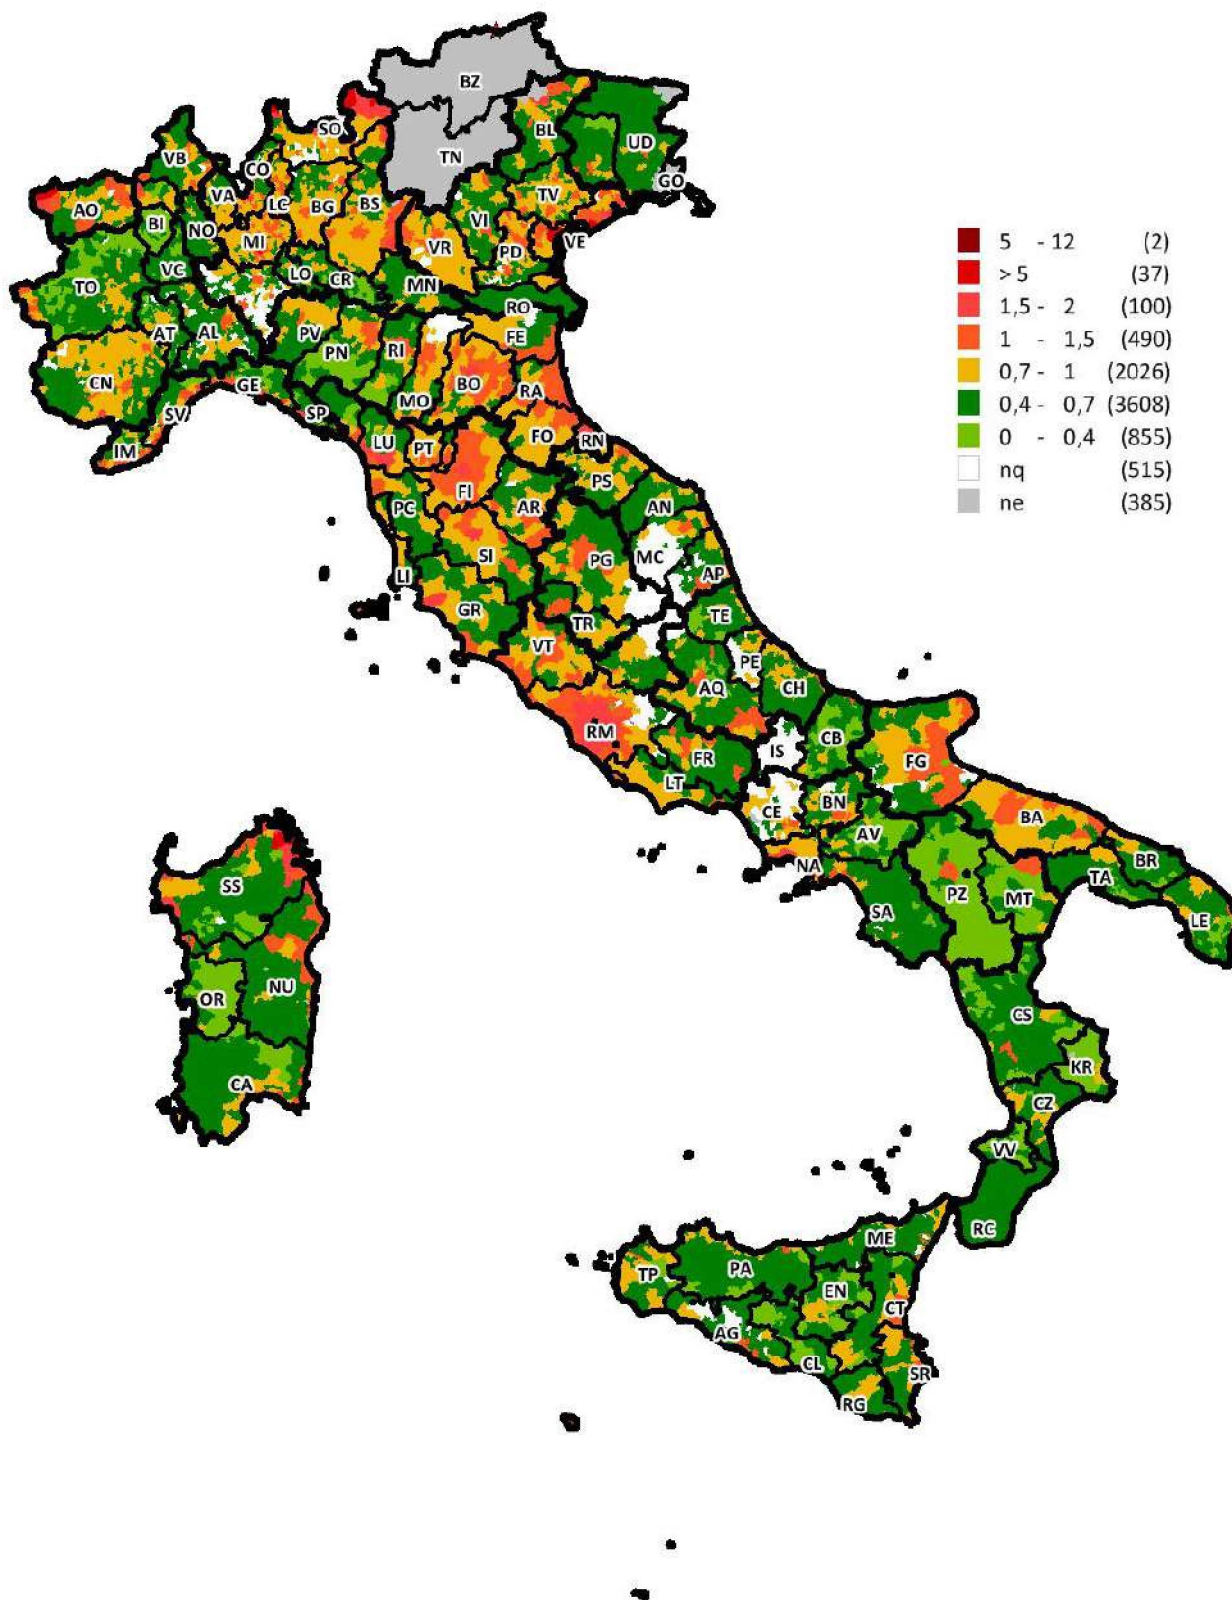 BZ
SO
BL
UD
TN
VB
CO
GO
VA
LC
BG
BS
TV
AO
BI
NO
MI
VI
VR
PD
VE
VC
LO
CR
TO
MN
RO
AT
AL
PV
FE
PN
RI
CN
GE
MO
BO
RA
SV
SP
LU
PT
FO
RN
IM
FI
PS
PC
AR
AN
SI
PG
MC
LI
AP
GR
TR
TE
VT
PE
AQ
CH
RM
CB
IS
FR
FG
LT
CE
BN
BA
AV
NA
BR
TA
SS
PZ
MT
SA
LE
NU
OR
CS
KR
CA
CZ
VV
RC
ME
TP
PA
EN
CT
AG
CL
SR
RG
5 - 12 (2)
> 5 (37)
1,5 - 2 (100)
1 - 1,5 (490)
0,7 - 1 (2026)
0,4 - 0,7 (3608)
0 - 0,4 (855)
nq (515)
ne (385)